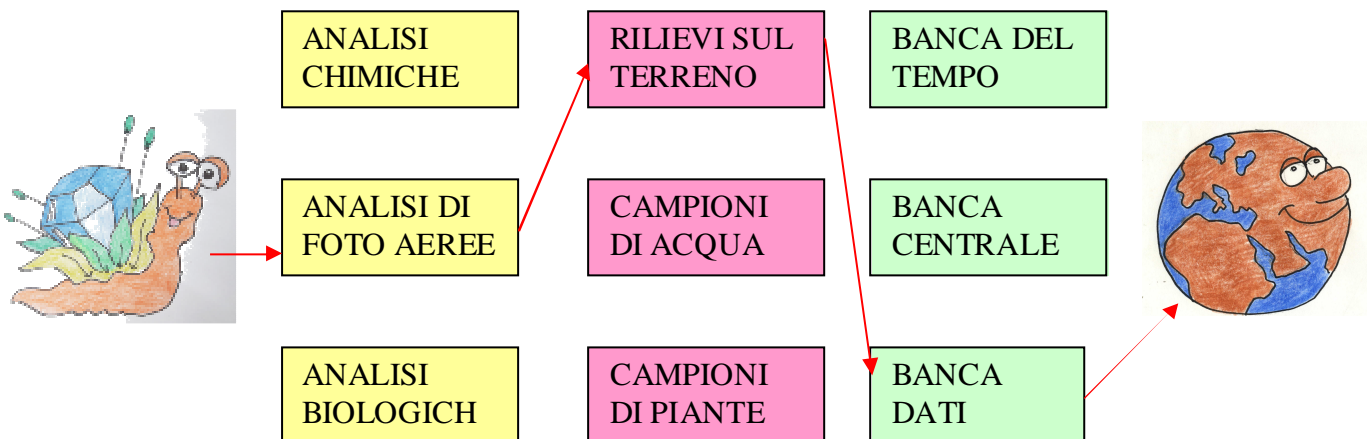 ANALISI
CHIMICHE
RILIEVI SUL
TERRENO
BANCA DEL
TEMPO
ANALISI DI
FOTO AEREE
CAMPIONI
DI ACQUA
BANCA
CENTRALE
ANALISI
BIOLOGICH
CAMPIONI
DI PIANTE
BANCA
DATI